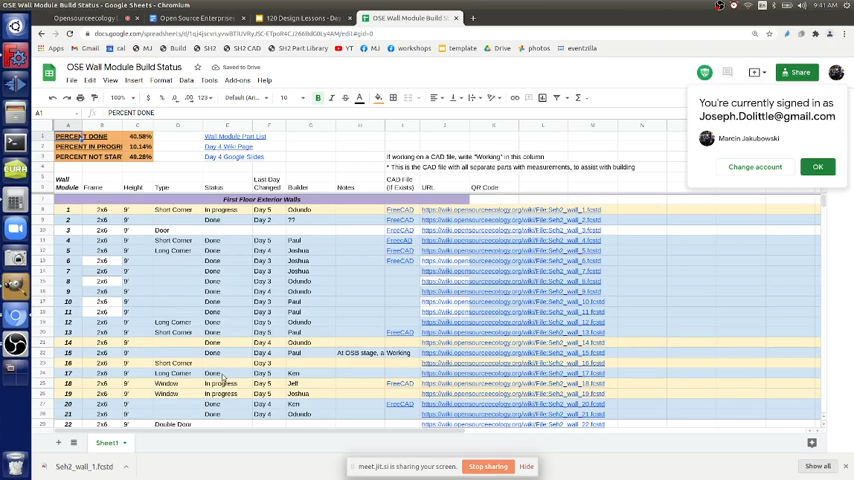 OSE Wall Module Build Status - Google Sheets - Chromium
9:41 AM
Opensourceecology
Open Source Enterprises
120 Design Lessons - D
OSE Wall Module Build St
docs.google.com/spreadsheets/d/
Apps Gmail cal MJ Build SH SH2 CAD SH2 Part Library YT MJ workshops template Drive photos eventzilla
OSE Wall Module Build Status Saved to Drive
File Edit View Insert Format Data Tools Add-ons Help
Share
100% $ % .0 .00 123 Default (Ari... 10 B I S A
A1 PERCENT DONE
You're currently signed in as
Joseph.Dolittle@gmail.com
Marcin Jakubowski
Change account OK
A B C D E F G H I J K L M N
1 PERCENT DONE 40.58% Wall Module Part List
2 PERCENT IN PROGRI 10.14% Day 4 Wiki Page
3 PERCENT NOT STAR 49.28% Day 4 Google Slides If working on a CAD file, write "Working" in this column
4 * This is the CAD file with all separate parts with measurements, to assist with building
Wall Module Frame Height Type Status Last Day Changed Builder Notes CAD File (If Exists) URL QR Code
First Floor Exterior Walls
1 2x6 9' Short Corner In progress Day 5 Odundo FreeCAD https://wiki.opensourceecology.org/wiki/File:Seh2_wall_1.fcstd
2 2x6 9' Done Day 2 ?? https://wiki.opensourceecology.org/wiki/File:Seh2_wall_2.fcstd
3 2x6 9' Door FreeCAD https://wiki.opensourceecology.org/wiki/File:Seh2_wall_3.fcstd
4 2x6 9' Short Corner Done Day 5 Paul FreeCAD https://wiki.opensourceecology.org/wiki/File:Seh2_wall_4.fcstd
5 2x6 9' Long Corner Done Day 4 Joshua FreeCAD https://wiki.opensourceecology.org/wiki/File:Seh2_wall_5.fcstd
6 2x6 9' Done Day 3 Joshua FreeCAD https://wiki.opensourceecology.org/wiki/File:Seh2_wall_6.fcstd
7 2x6 9' Done Day 3 Joshua https://wiki.opensourceecology.org/wiki/File:Seh2_wall_7.fcstd
8 2x6 9' Done Day 3 Odundo https://wiki.opensourceecology.org/wiki/File:Seh2_wall_8.fcstd
9 2x6 9' Done Day 4 Odundo https://wiki.opensourceecology.org/wiki/File:Seh2_wall_9.fcstd
10 2x6 9' Done Day 3 Paul https://wiki.opensourceecology.org/wiki/File:Seh2_wall_10.fcstd
11 2x6 9' Done Day 3 Paul https://wiki.opensourceecology.org/wiki/File:Seh2_wall_11.fcstd
12 2x6 9' Long Corner Done Day 5 Odundo https://wiki.opensourceecology.org/wiki/File:Seh2_wall_12.fcstd
13 2x6 9' Short Corner Done Day 5 Paul FreeCAD https://wiki.opensourceecology.org/wiki/File:Seh2_wall_13.fcstd
14 2x6 9' Done Day 4 Odundo https://wiki.opensourceecology.org/wiki/File:Seh2_wall_14.fcstd
15 2x6 9' Done Day 4 Paul At OSB stage, a Working https://wiki.opensourceecology.org/wiki/File:Seh2_wall_15.fcstd
16 2x6 9' Short Corner Day 3 https://wiki.opensourceecology.org/wiki/File:Seh2_wall_16.fcstd
17 2x6 9' Long Corner Done Day 5 Ken https://wiki.opensourceecology.org/wiki/File:Seh2_wall_17.fcstd
18 2x6 9' Window In progress Day 5 Jeff FreeCAD https://wiki.opensourceecology.org/wiki/File:Seh2_wall_18.fcstd
19 2x6 9' Window In progress Day 5 Joshua https://wiki.opensourceecology.org/wiki/File:Seh2_wall_19.fcstd
20 2x6 9' Done Day 4 Ken FreeCAD https://wiki.opensourceecology.org/wiki/File:Seh2_wall_20.fcstd
21 2x6 9' Done Day 4 Odundo https://wiki.opensourceecology.org/wiki/File:Seh2_wall_21.fcstd
22 2x6 9' Double Door https://wiki.opensourceecology.org/wiki/File:Seh2_wall_22.fcstd
Sheet1
Seh2_wall_1.fcstd
meet.jit.si is sharing your screen. Stop sharing Hide
Show all